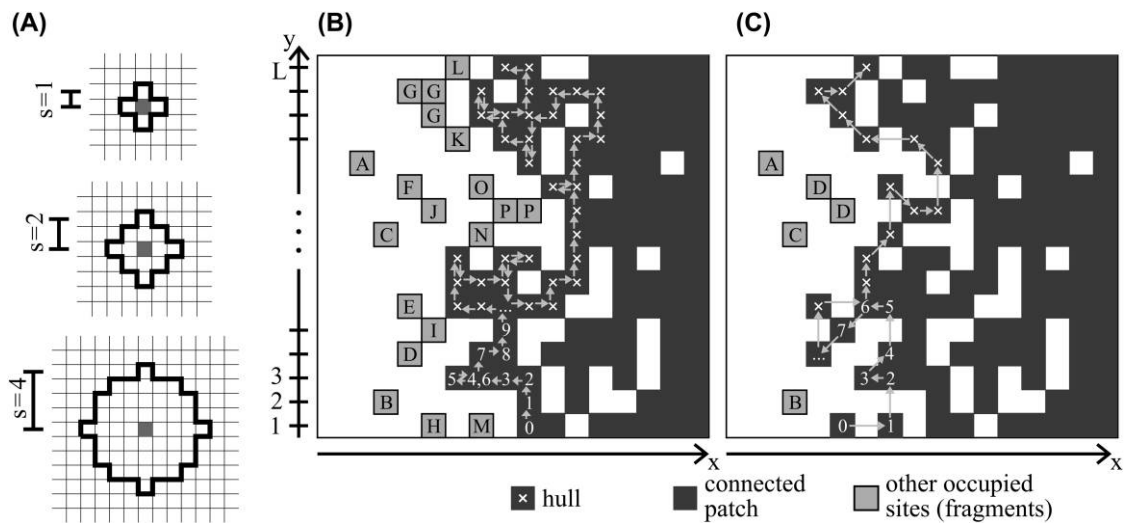 (A)
s=1
s=2
s=4
(B)
y
L
⋮
3
2
1
L
G G
G
K
A
F O
J P P
C N
E ...
I 9
D 7 8
5 4,6 3 2
B 1
H M 0
x
(C)
A
D
D
C
6 5
7
... 4
3 2
B
0 1
x
hull
connected
patch
other occupied
sites (fragments)